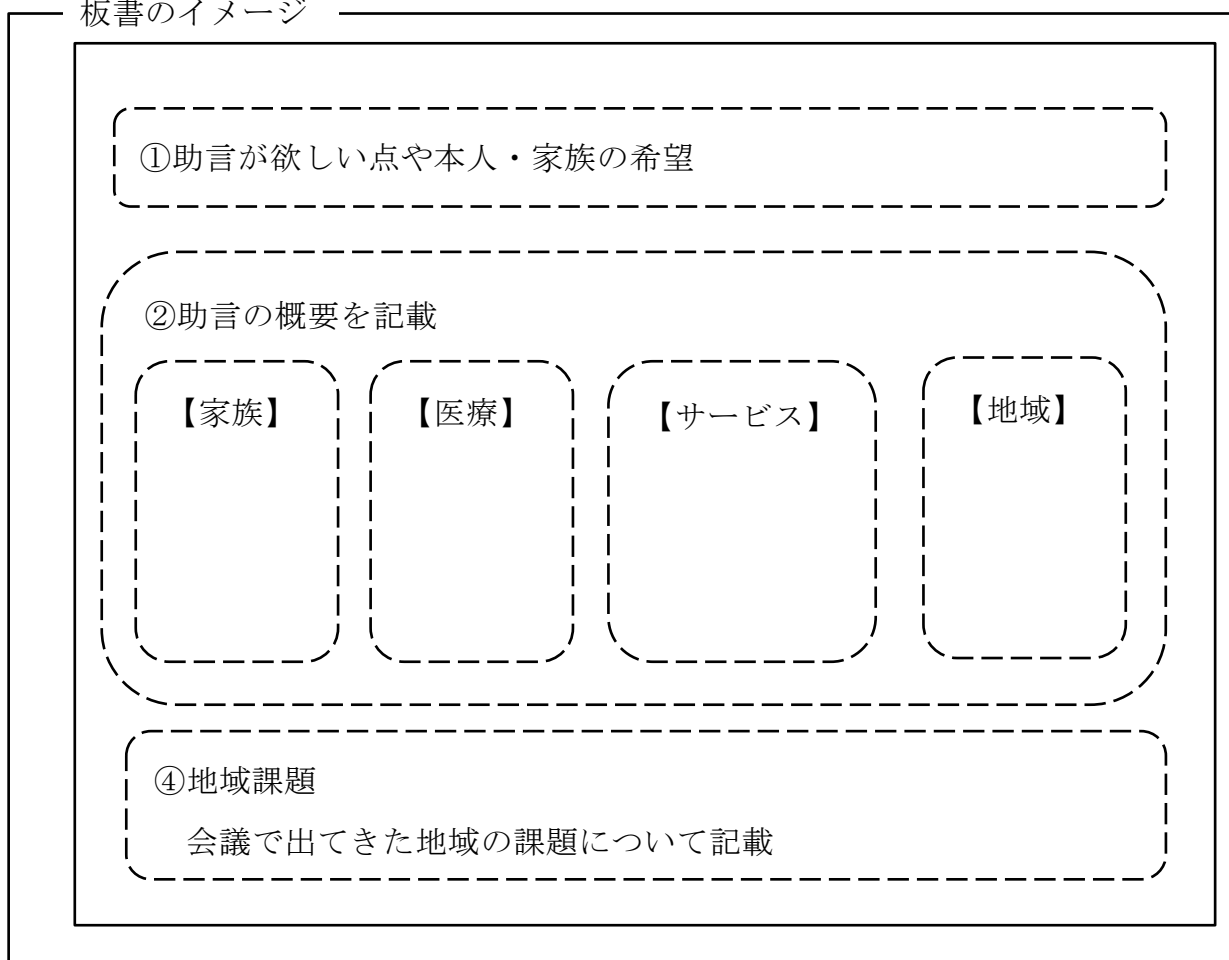 板書のイメージ
①助言が欲しい点や本人・家族の希望
②助言の概要を記載
【家族】
【医療】
【サービス】
【地域】
④地域課題
会議で出てきた地域の課題について記載